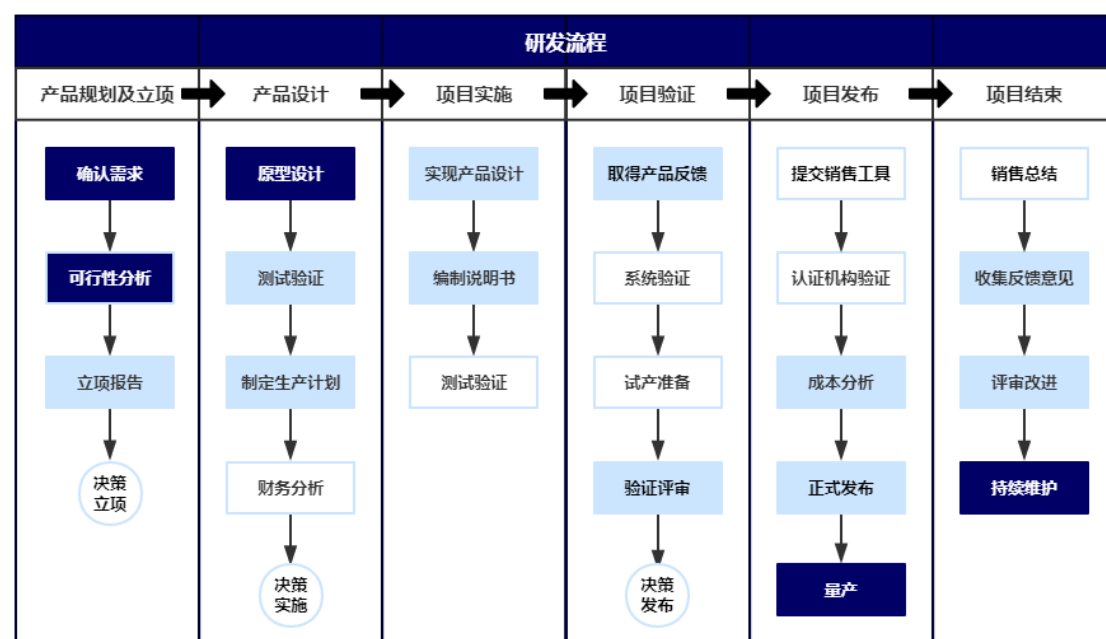 研发流程
产品规划及立项
产品设计
项目实施
项目验证
项目发布
项目结束
确认需求
可行性分析
立项报告
决策
立项
原型设计
测试验证
制定生产计划
财务分析
决策
实施
实现产品设计
编制说明书
测试验证
取得产品反馈
系统验证
试产准备
验证评审
决策
发布
提交销售工具
认证机构验证
成本分析
正式发布
量产
销售总结
收集反馈意见
评审改进
持续维护